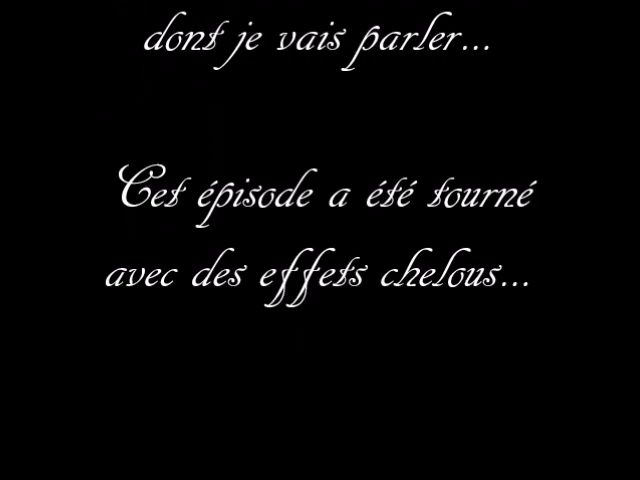 dont je vais parler...
Cet épisode a été tourné
avec des effets chelous...